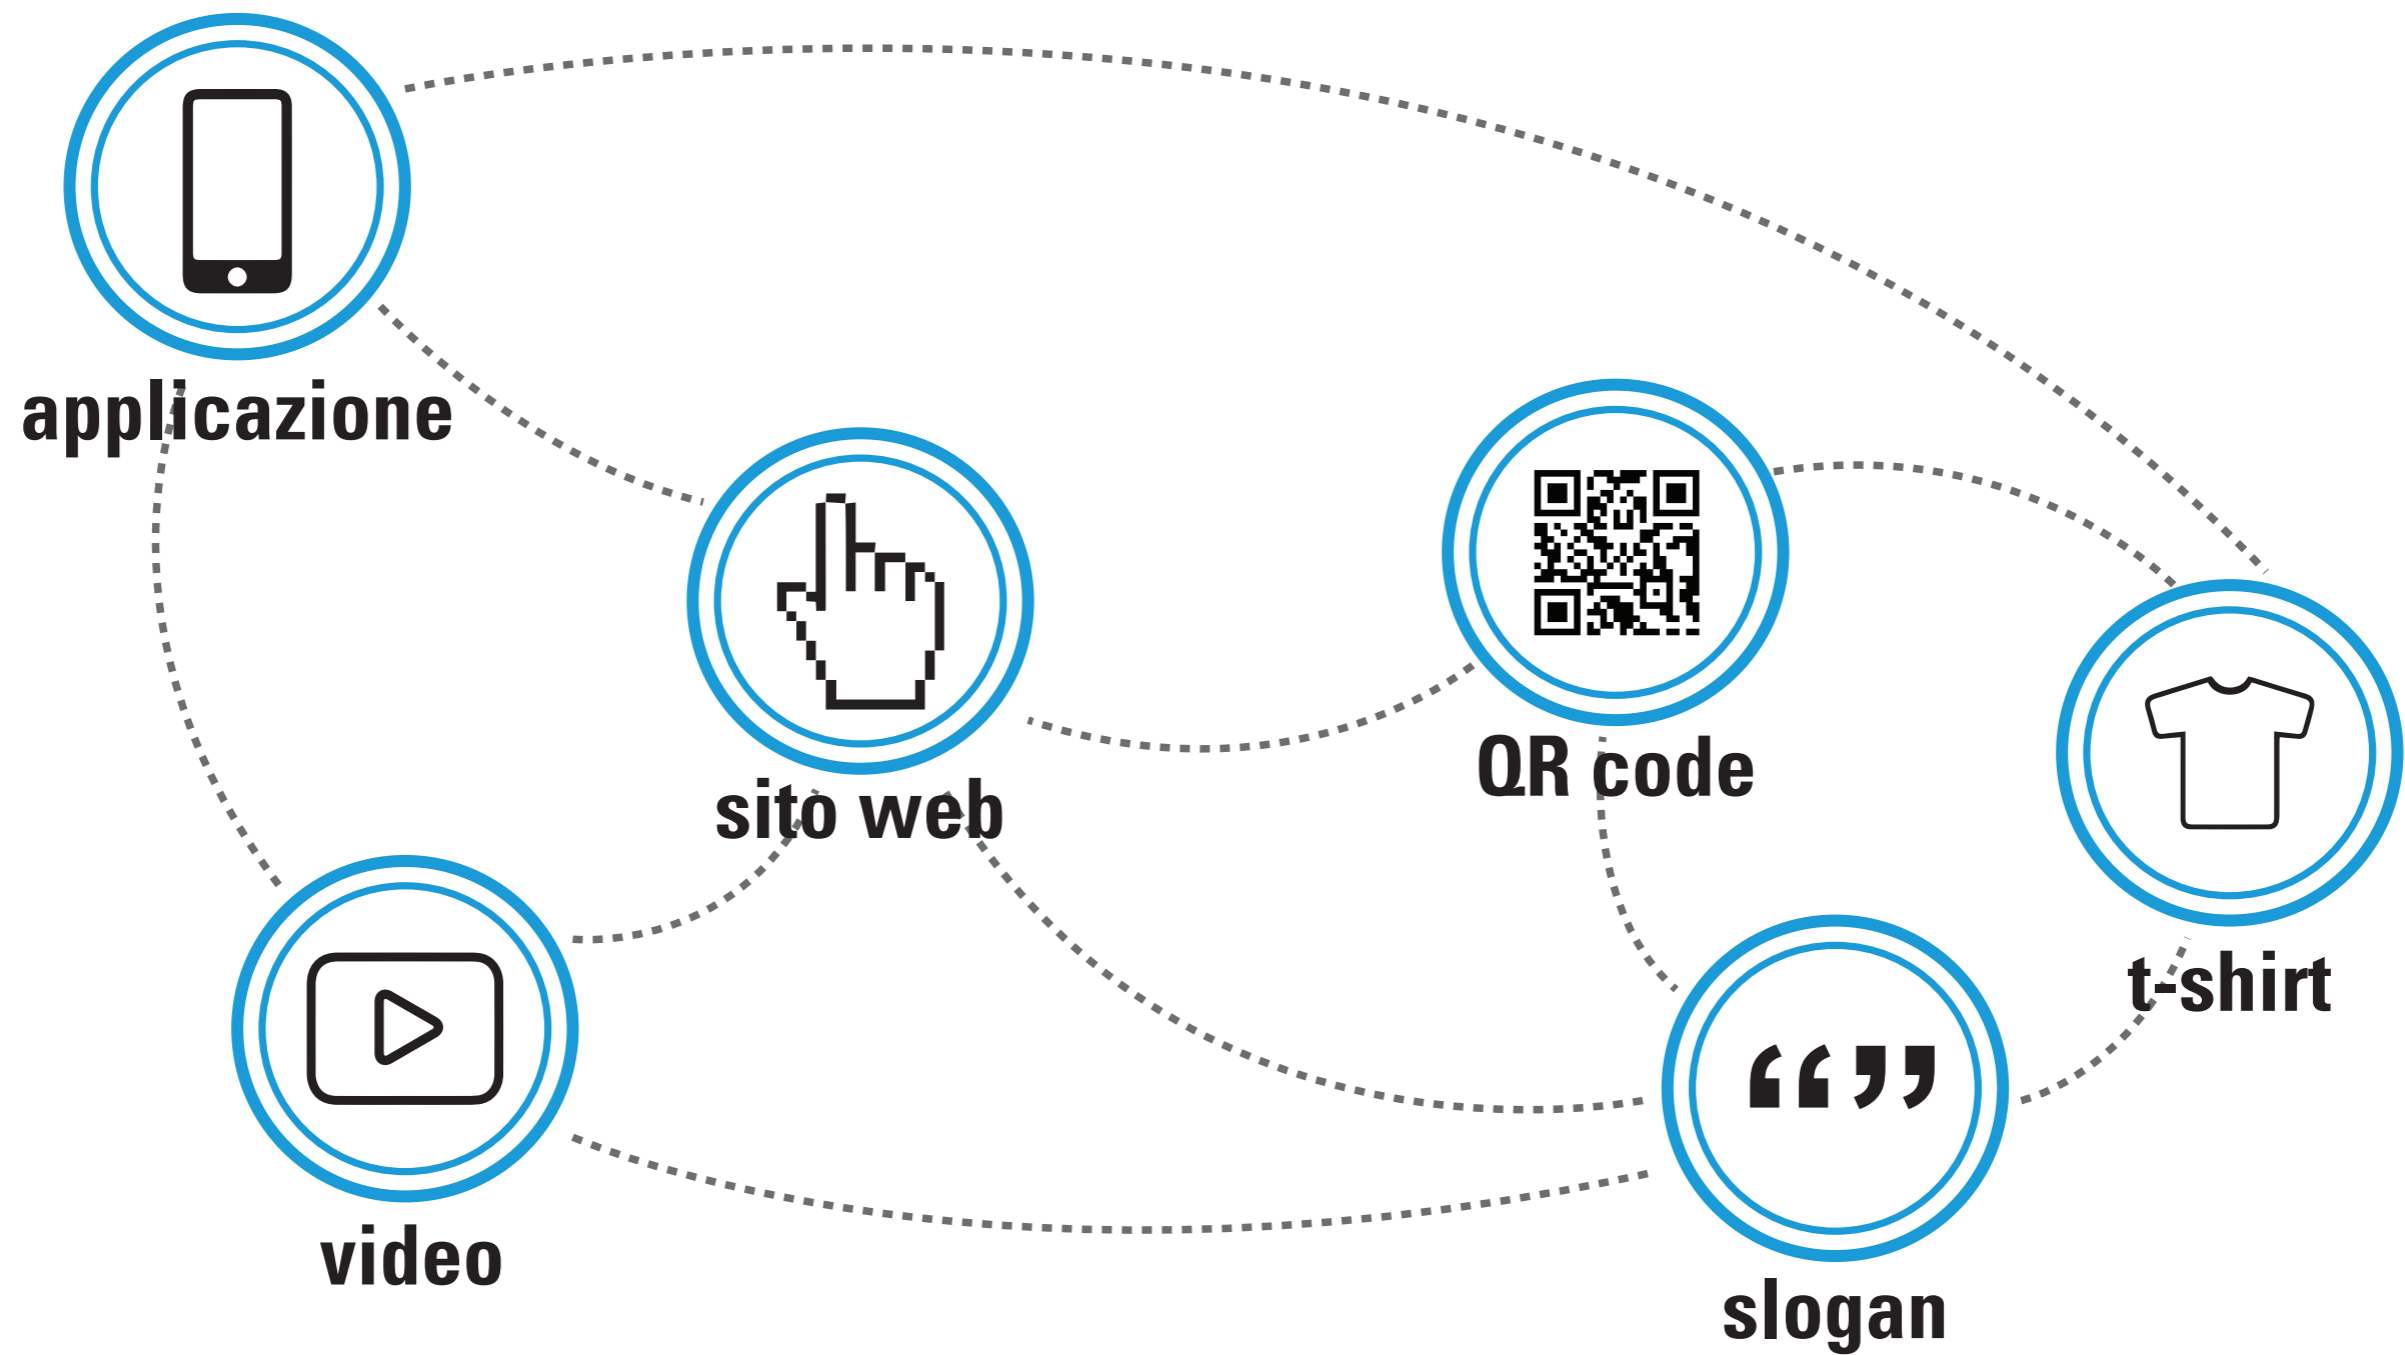 applicazione
sito web
QR code
t-shirt
video
“”
slogan